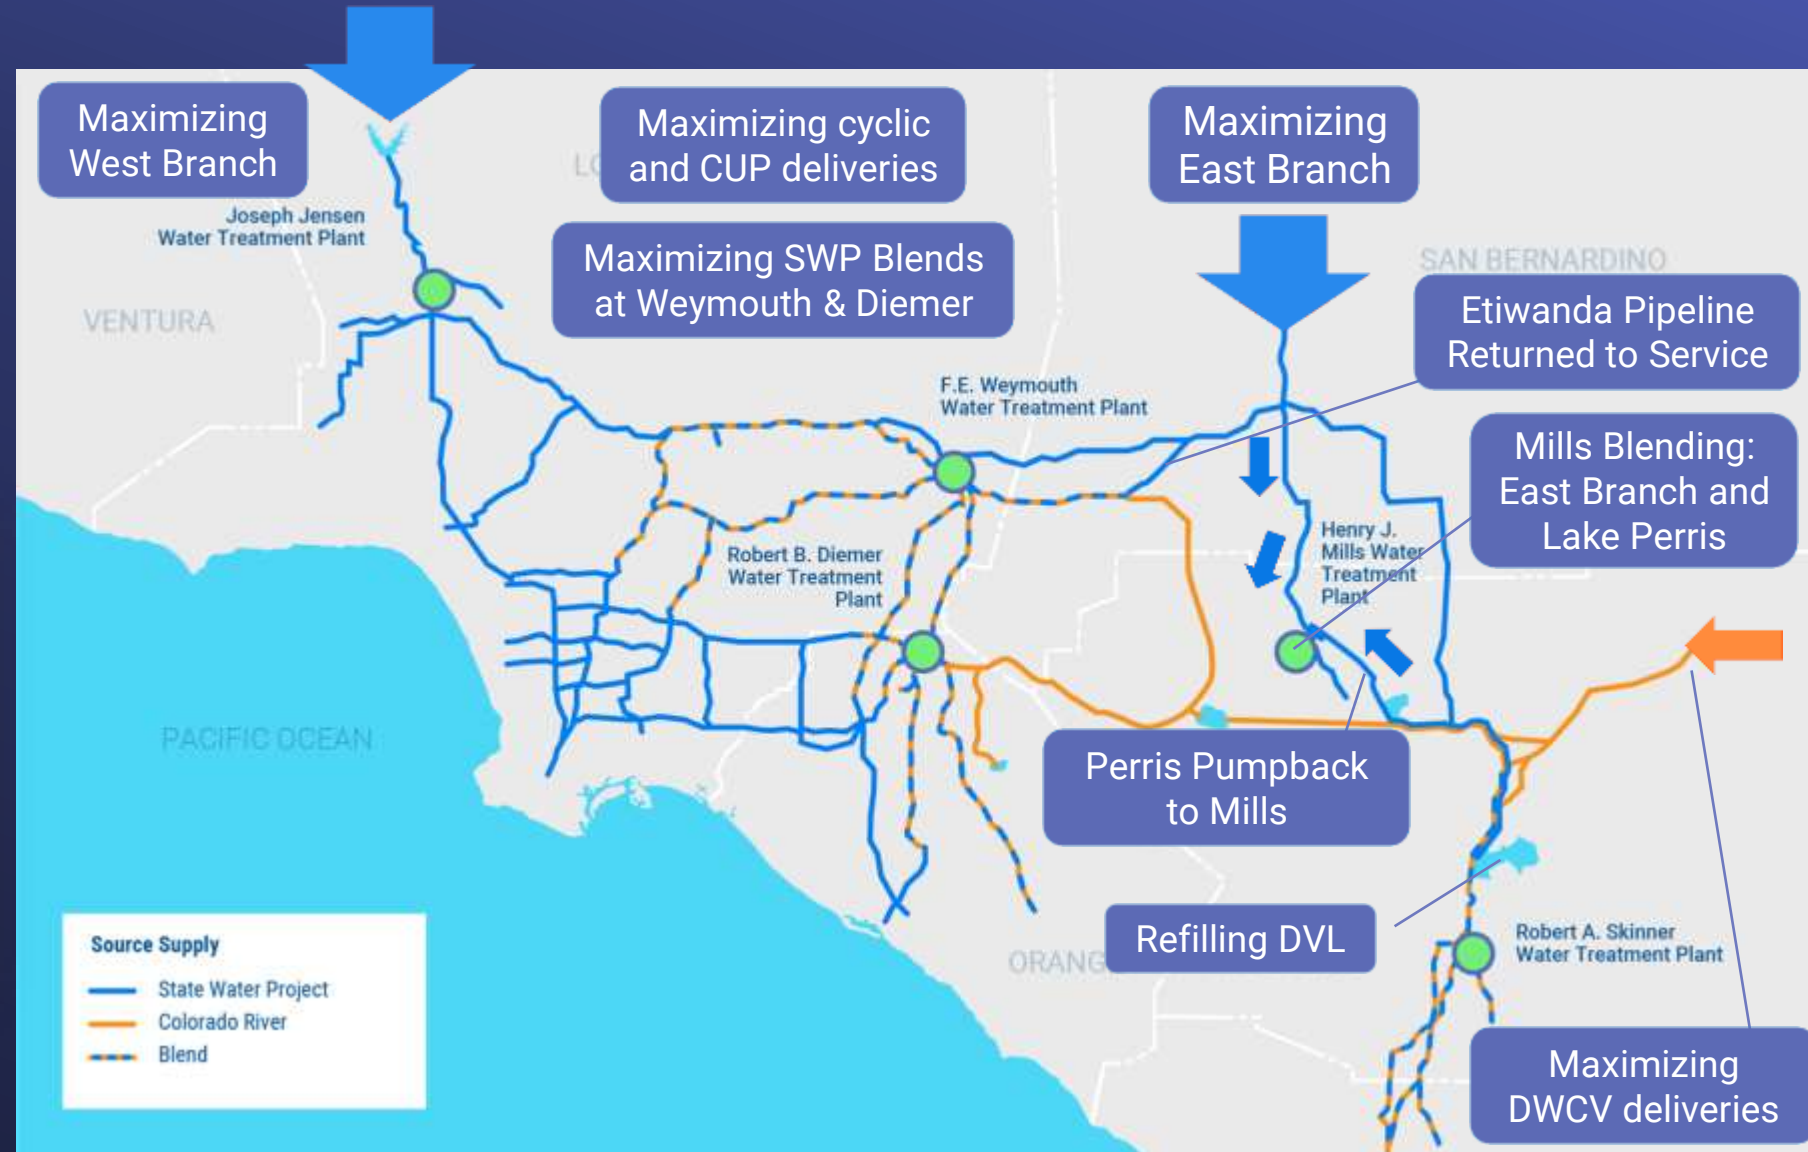 Maximizing
West Branch
Maximizing cyclic
and CUP deliveries
Maximizing
East Branch
Joseph Jensen
Water Treatment Plant
Maximizing SWP Blends
at Weymouth & Diemer
SAN BERNARDINO
VENTURA
Etiwanda Pipeline
Returned to Service
F.E. Weymouth
Water Treatment Plant
Mills Blending:
East Branch and
Lake Perris
Henry J.
Mills Water
Treatment
Plant
Robert B. Diemer
Water Treatment
Plant
PACIFIC OCEAN
Perris Pumpback
to Mills
Refilling DVL
ORANG
Robert A. Skinner
Water Treatment Plant
Source Supply
State Water Project
Colorado River
Blend
Maximizing
DWCV deliveries